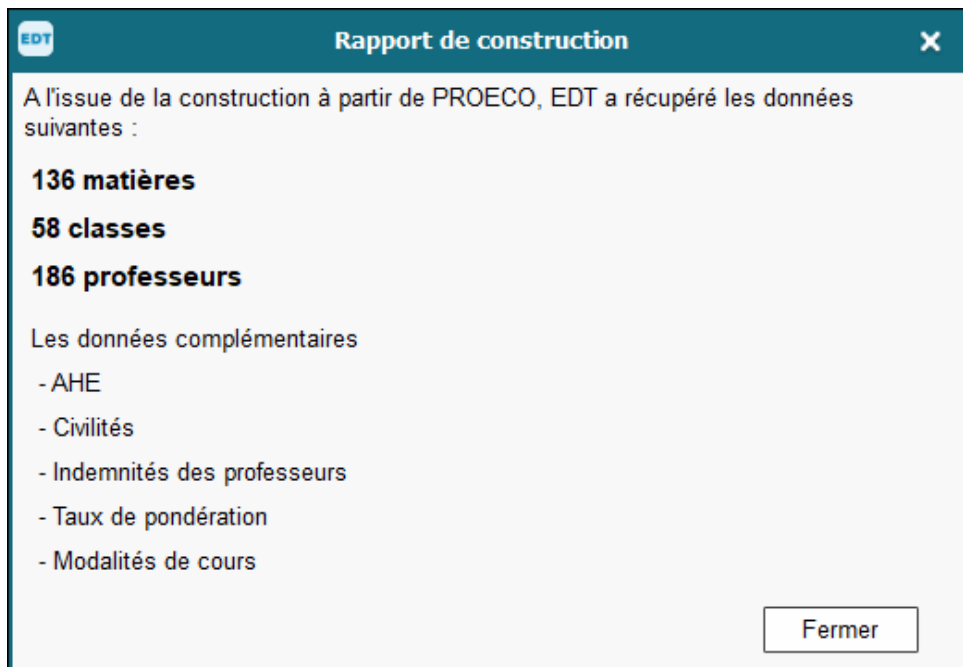 EDT
Rapport de construction
A l'issue de la construction à partir de PROECO, EDT a récupéré les données
suivantes :
136 matières
58 classes
186 professeurs
Les données complémentaires
- AHE
- Civilités
- Indemnités des professeurs
- Taux de pondération
- Modalités de cours
Fermer